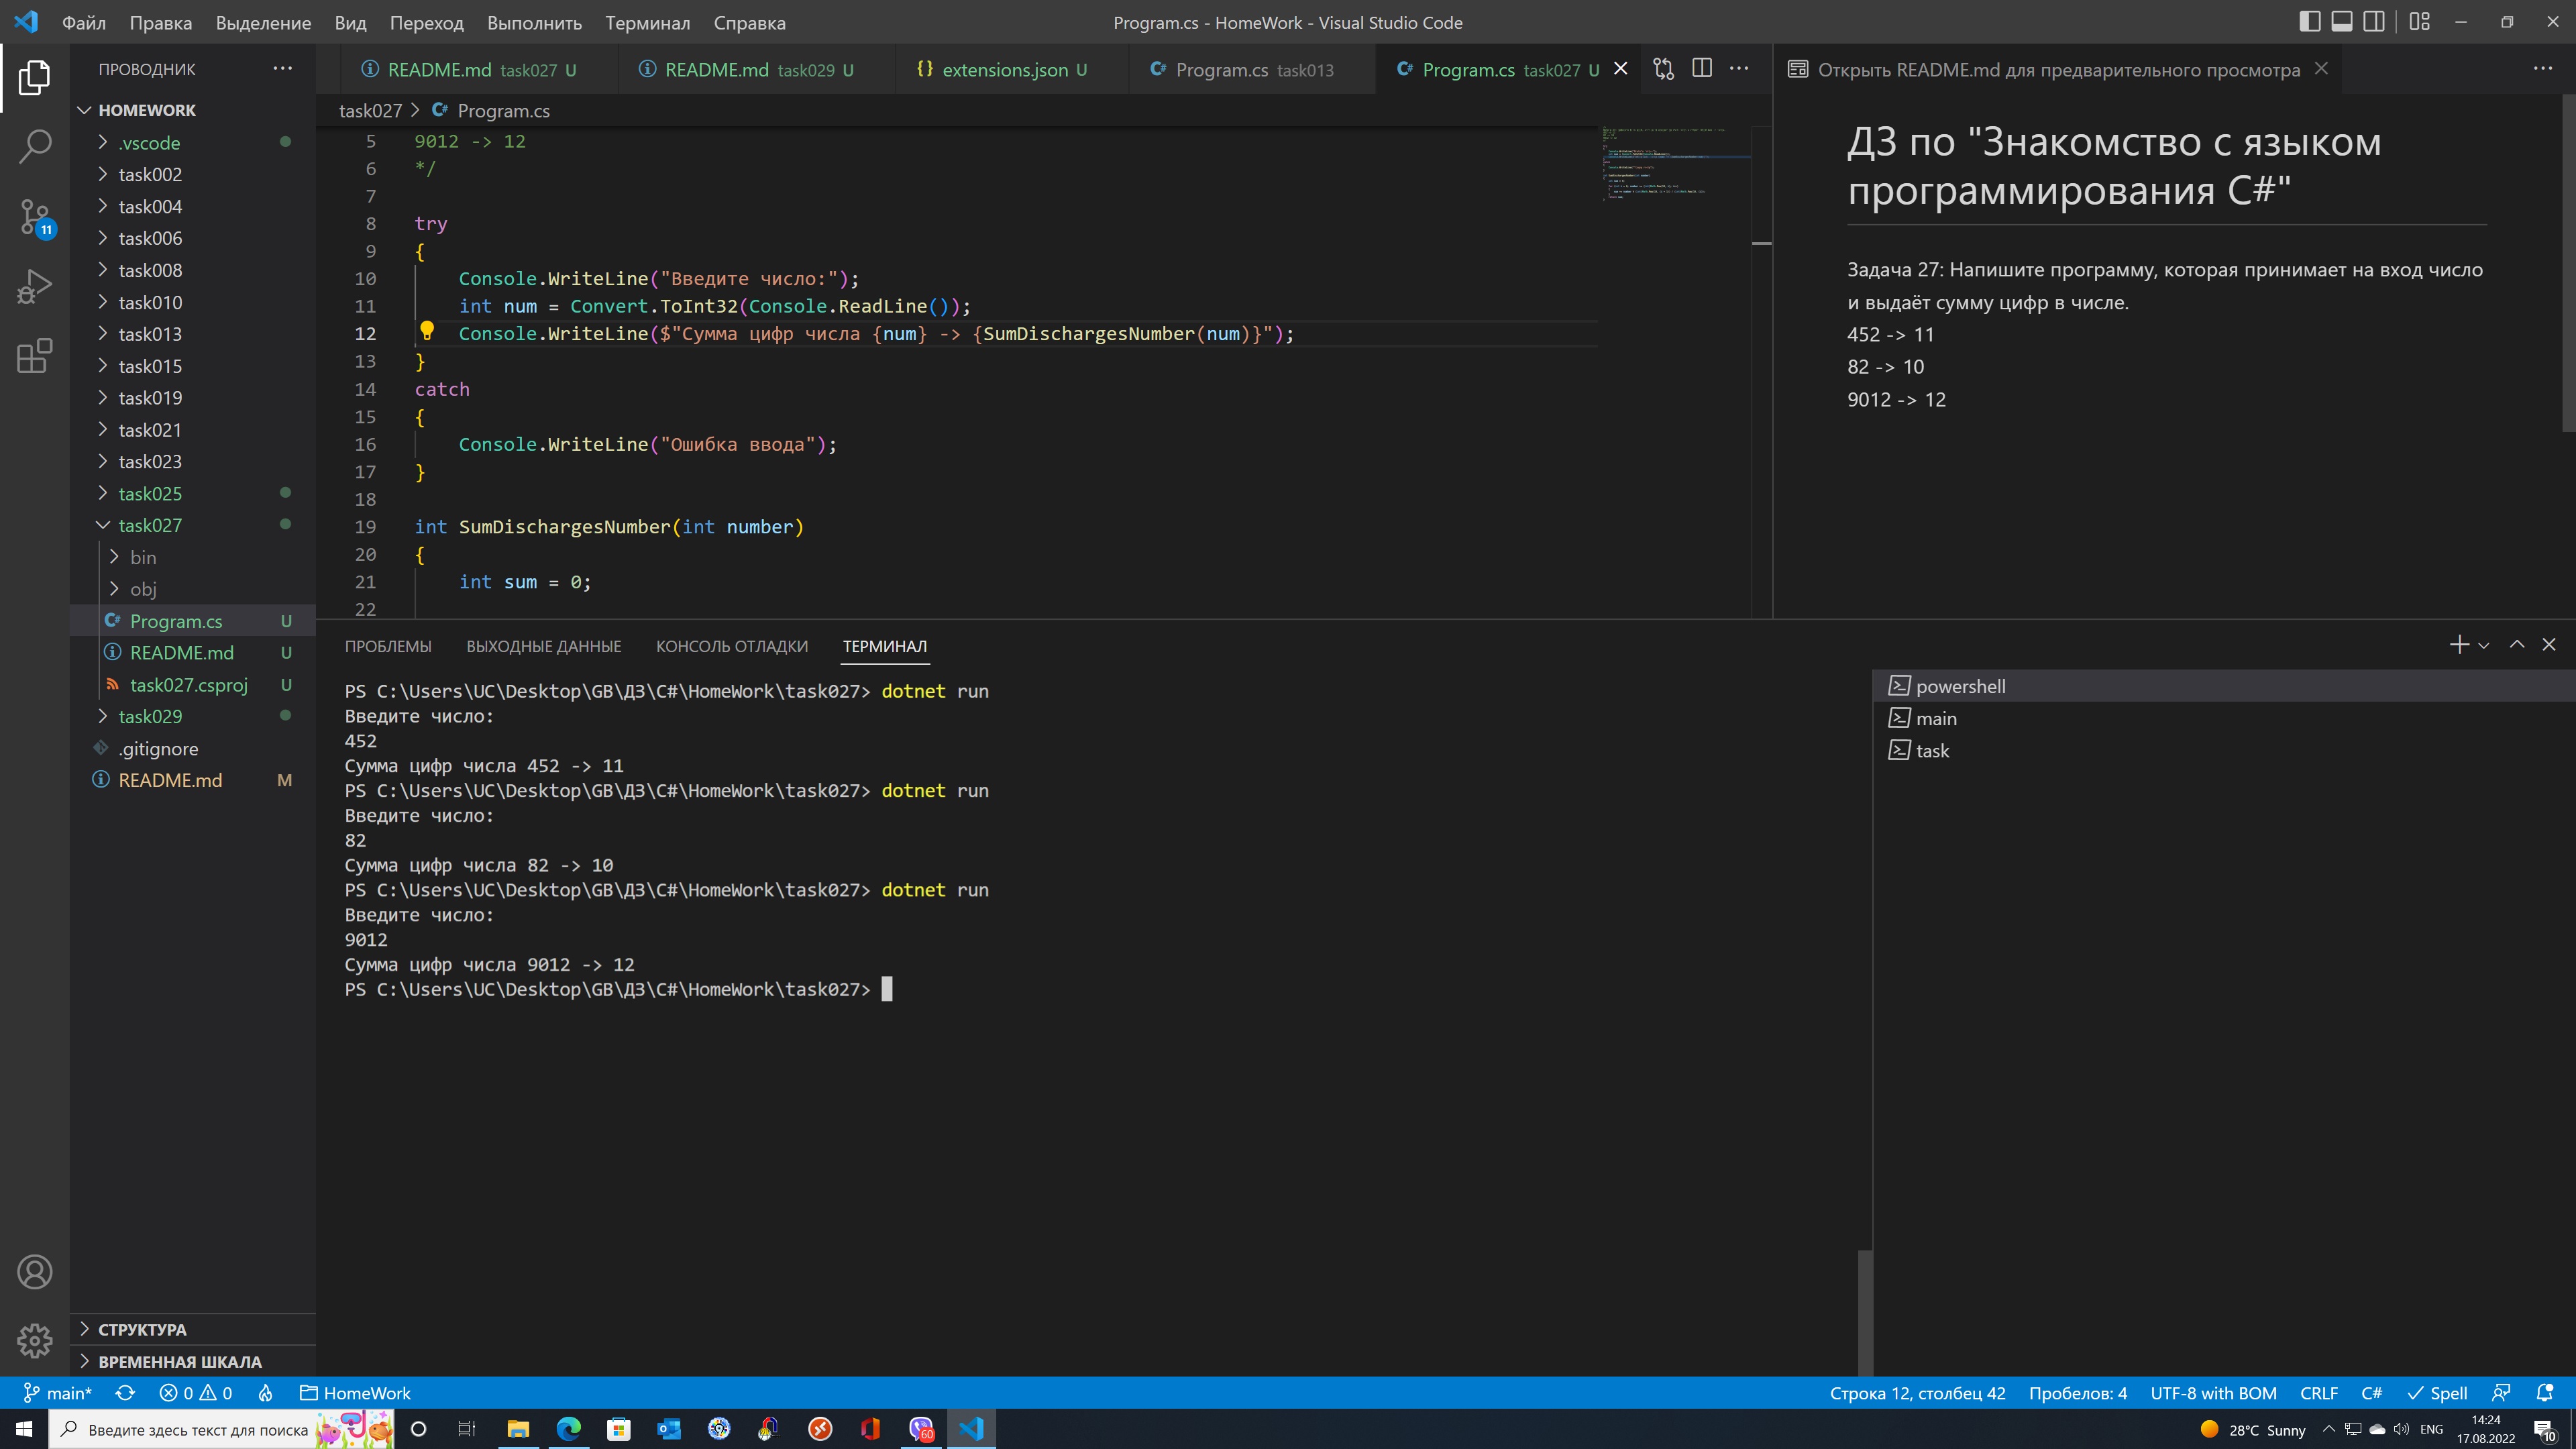 Файл Правка Выделение Вид Переход Выполнить Терминал Справка
Program.cs - HomeWork - Visual Studio Code
ПРОВОДНИК
HOMEWORK
.vscode
task002
task004
task006
task008
task010
task013
task015
task019
task021
task023
task025
task027
bin
obj
Program.cs U
README.md U
task027.csproj U
task029
.gitignore
README.md M
СТРУКТУРА
ВРЕМЕННАЯ ШКАЛА
11
README.md task027 U
README.md task029 U
{} extensions.json U
C# Program.cs task013
C# Program.cs task027 U
task027 > C# Program.cs
5 9012 -> 12
6 */
7
8 try
9 {
10 Console.WriteLine("Введите число:");
11 int num = Convert.ToInt32(Console.ReadLine());
12 Console.WriteLine($"Сумма цифр числа {num} -> {SumDischargesNumber(num)}");
13 }
14 catch
15 {
16 Console.WriteLine("Ошибка ввода");
17 }
18
19 int SumDischargesNumber(int number)
20 {
21 int sum = 0;
22
Открыть README.md для предварительного просмотра
ДЗ по "Знакомство с языком
программирования C#"
Задача 27: Напишите программу, которая принимает на вход число
и выдаёт сумму цифр в числе.
452 -> 11
82 -> 10
9012 -> 12
ПРОБЛЕМЫ ВЫХОДНЫЕ ДАННЫЕ КОНСОЛЬ ОТЛАДКИ ТЕРМИНАЛ
PS C:\Users\UC\Desktop\GB\ДЗ\C#\HomeWork\task027> dotnet run
Введите число:
452
Сумма цифр числа 452 -> 11
PS C:\Users\UC\Desktop\GB\ДЗ\C#\HomeWork\task027> dotnet run
Введите число:
82
Сумма цифр числа 82 -> 10
PS C:\Users\UC\Desktop\GB\ДЗ\C#\HomeWork\task027> dotnet run
Введите число:
9012
Сумма цифр числа 9012 -> 12
PS C:\Users\UC\Desktop\GB\ДЗ\C#\HomeWork\task027>
powershell
main
task
main* 0 0 HomeWork
Строка 12, столбец 42 Пробелов: 4 UTF-8 with BOM CRLF C# Spell
Введите здесь текст для поиска
60
28°C Sunny ENG
14:24
17.08.2022
10